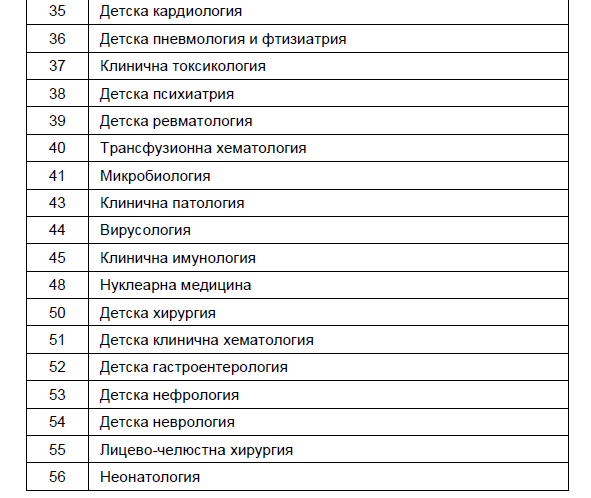 35 Детска кардиология
36 Детска пневмология и фтизиатрия
37 Клинична токсикология
38 Детска психиатрия
39 Детска ревматология
40 Трансфузионна хематология
41 Микробиология
43 Клинична патология
44 Вирусология
45 Клинична имунология
48 Нуклеарна медицина
50 Детска хирургия
51 Детска клинична хематология
52 Детска гастроентерология
53 Детска нефрология
54 Детска неврология
55 Лицево-челюстна хирургия
56 Неонатология